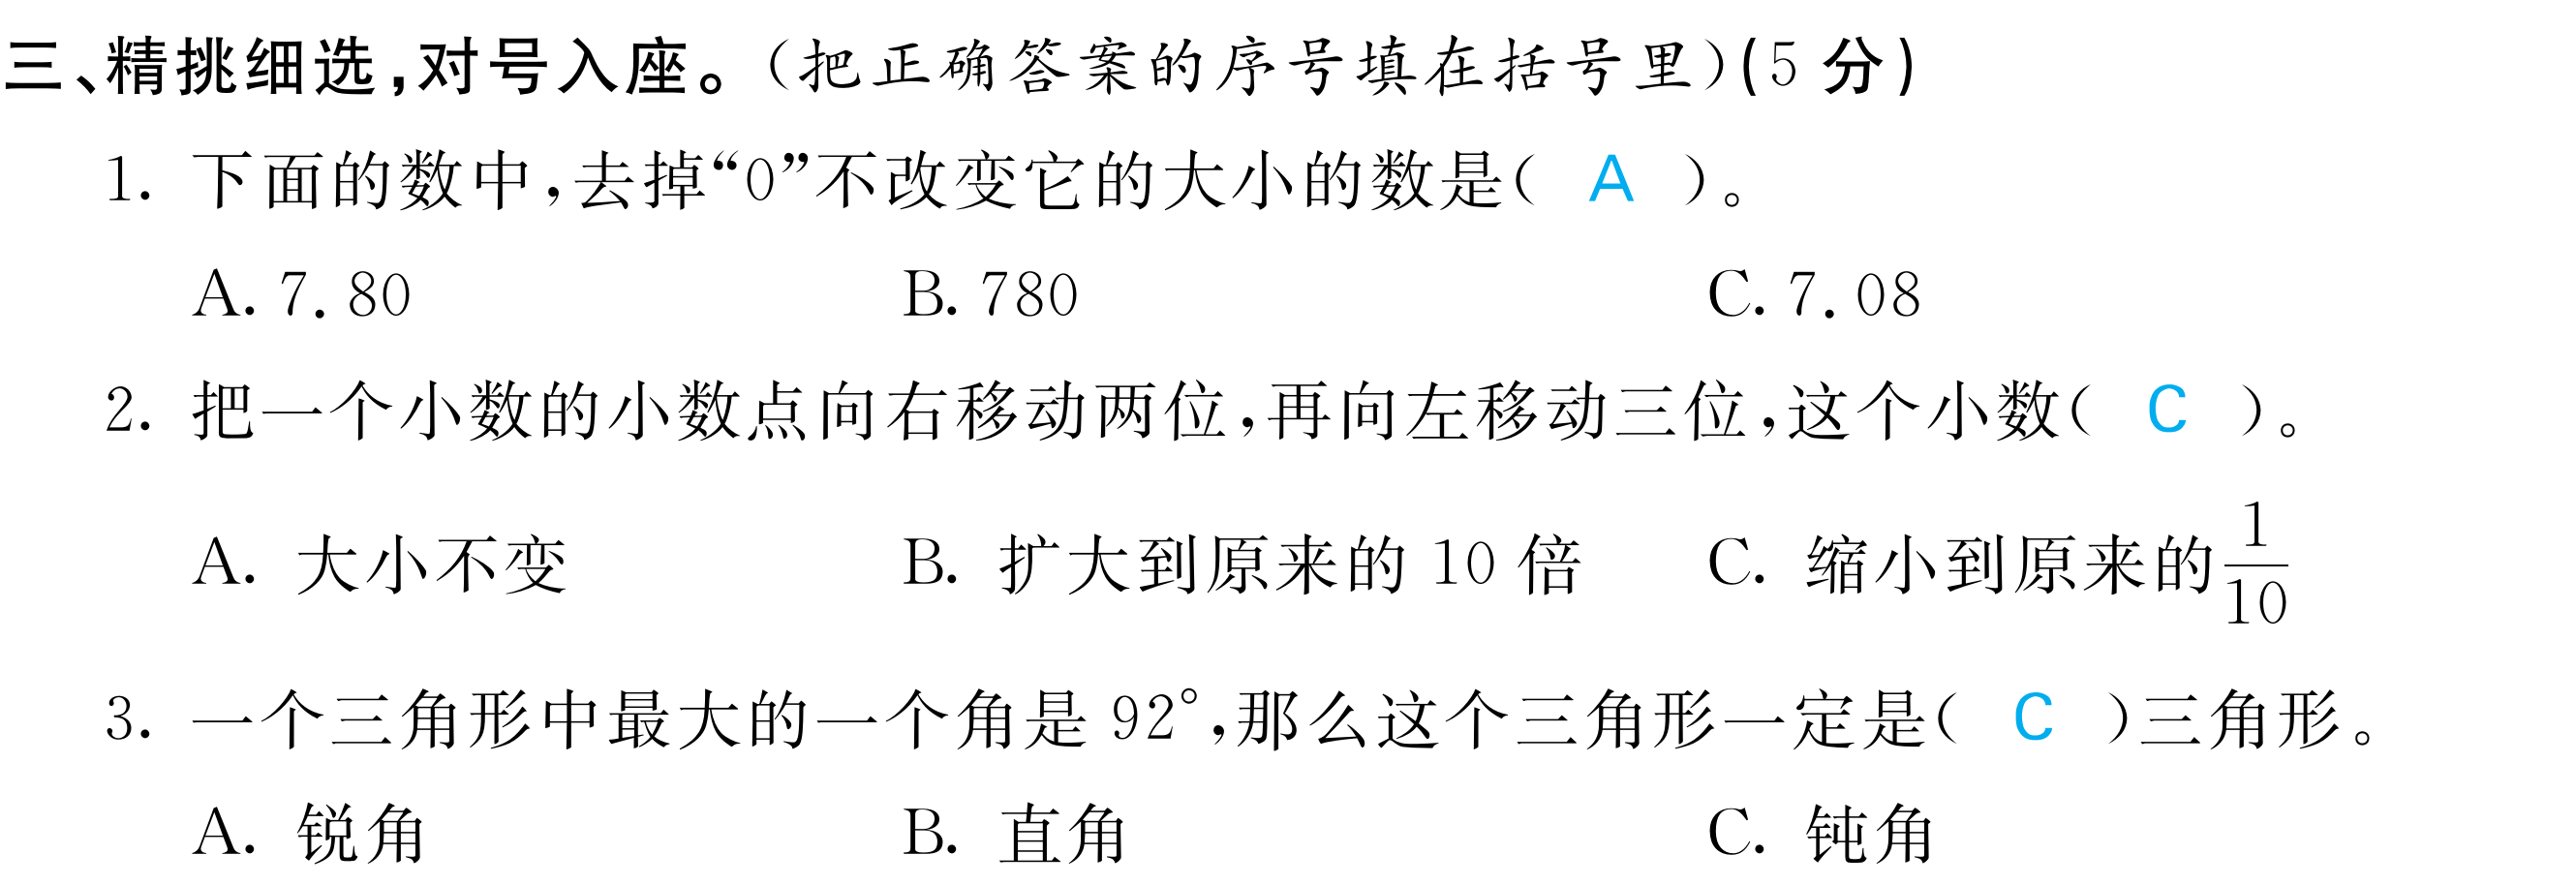 三、精挑细选,对号入座。(把正确答案的序号填在括号里)(5 分)
1. 下面的数中,去掉“0”不改变它的大小的数是( A )。
A. 7.80 B. 780 C. 7.08
2. 把一个小数的小数点向右移动两位,再向左移动三位,这个小数( C )。
A. 大小不变 B. 扩大到原来的 10 倍 C. 缩小到原来的1/10
3. 一个三角形中最大的一个角是 92°,那么这个三角形一定是( C )三角形。
A. 锐角 B. 直角 C. 钝角